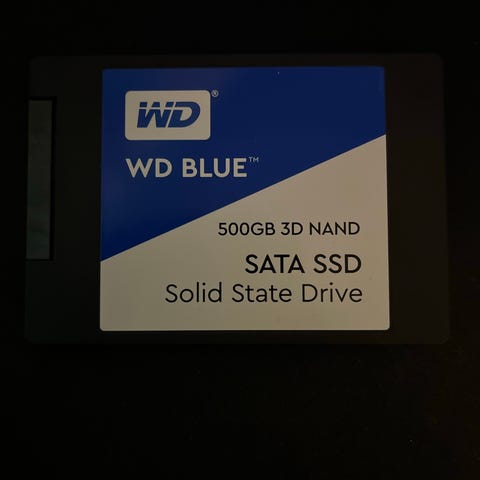 WD®
WD BLUE™
500GB 3D NAND
SATA SSD
Solid State Drive